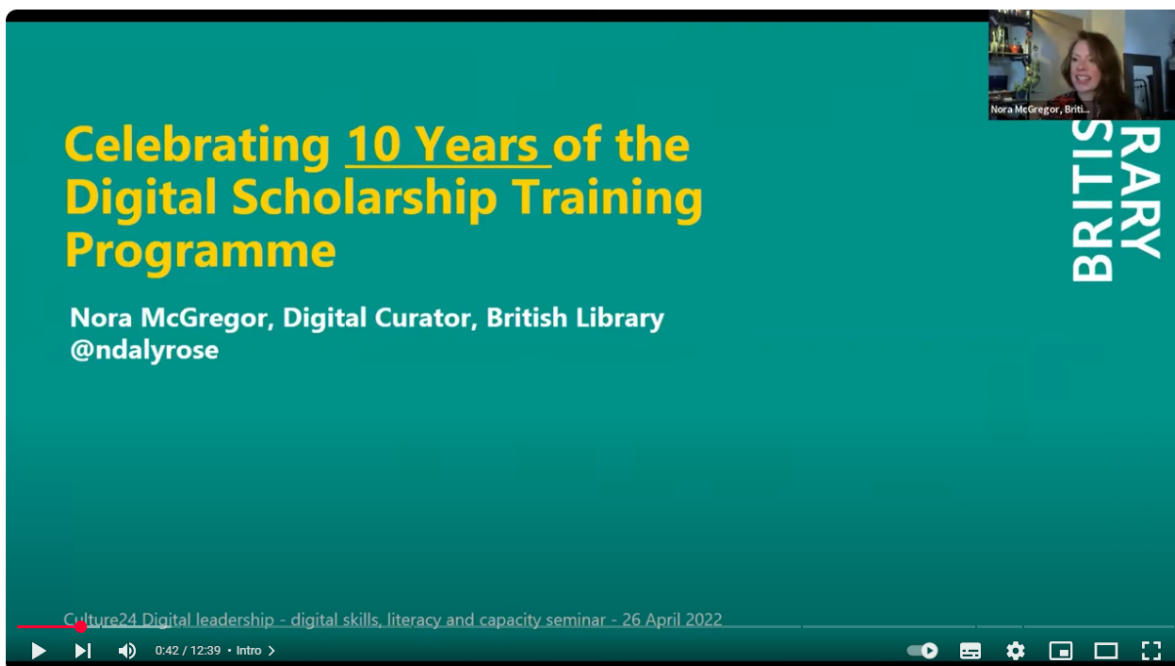 Nora McGregor, Briti...
BRITIS
RARY
Celebrating 10 Years of the
Digital Scholarship Training
Programme
Nora McGregor, Digital Curator, British Library
@ndalyrose
Culture24 Digital leadership - digital skills, literacy and capacity seminar - 26 April 2022
0:42 / 12:39 • Intro